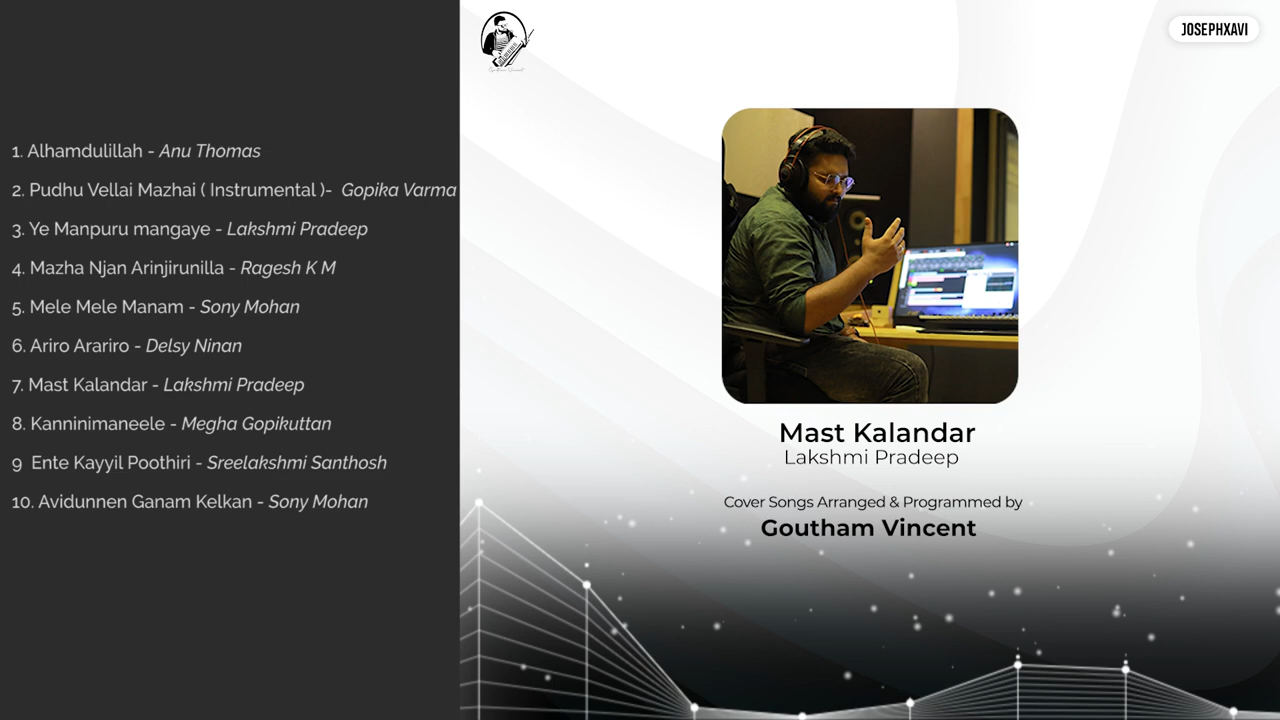 1. Alhamdulillah - Anu Thomas
2. Pudhu Vellai Mazhai ( Instrumental )- Gopika Varma
3. Ye Manpuru mangaye - Lakshmi Pradeep
4. Mazha Njan Arinjirunilla - Ragesh K M
5. Mele Mele Manam - Sony Mohan
6. Ariro Arariro - Delsy Ninan
7. Mast Kalandar - Lakshmi Pradeep
8. Kanninimaneele - Megha Gopikuttan
9 Ente Kayyil Poothiri - Sreelakshmi Santhosh
10. Avidunnen Ganam Kelkan - Sony Mohan
JOSEPHXAVI
Mast Kalandar
Lakshmi Pradeep
Cover Songs Arranged & Programmed by
Goutham Vincent